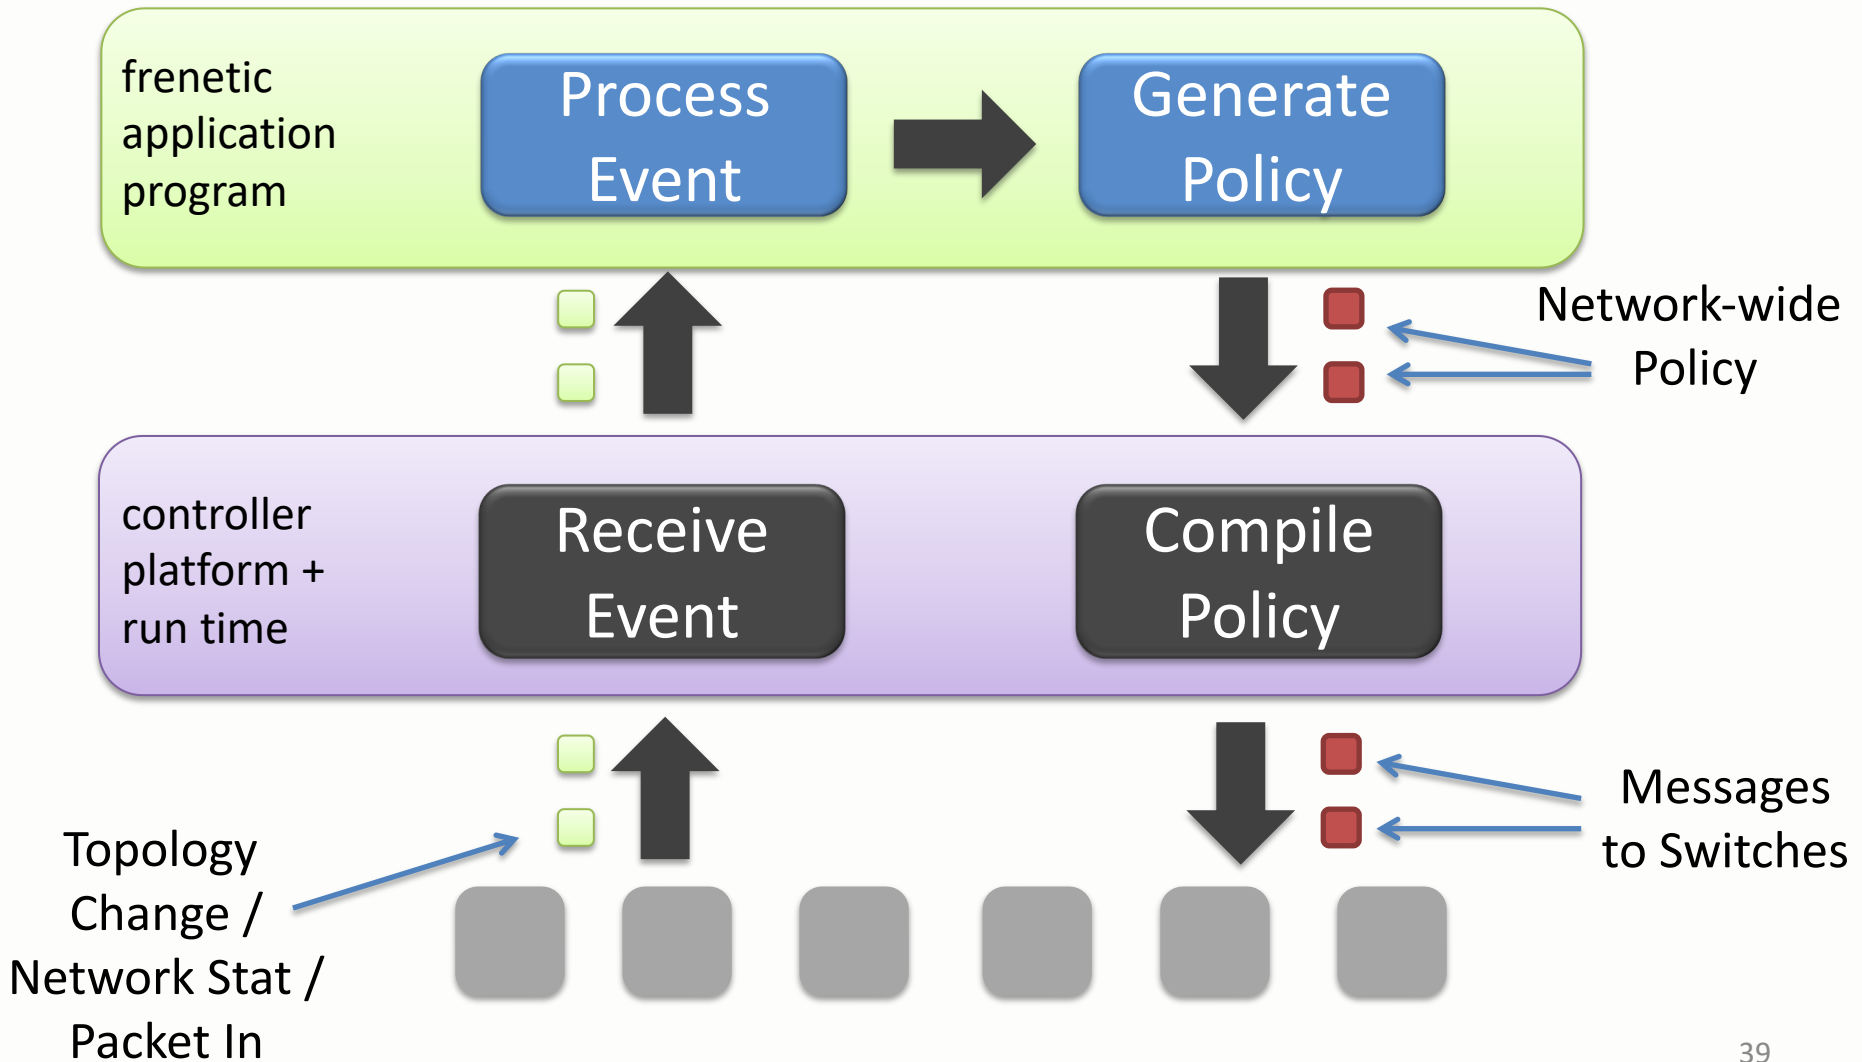 frenetic
application
program
Process
Event
Generate
Policy
Network-wide
Policy
controller
platform +
run time
Receive
Event
Compile
Policy
Topology
Change /
Network Stat /
Packet In
Messages
to Switches
39